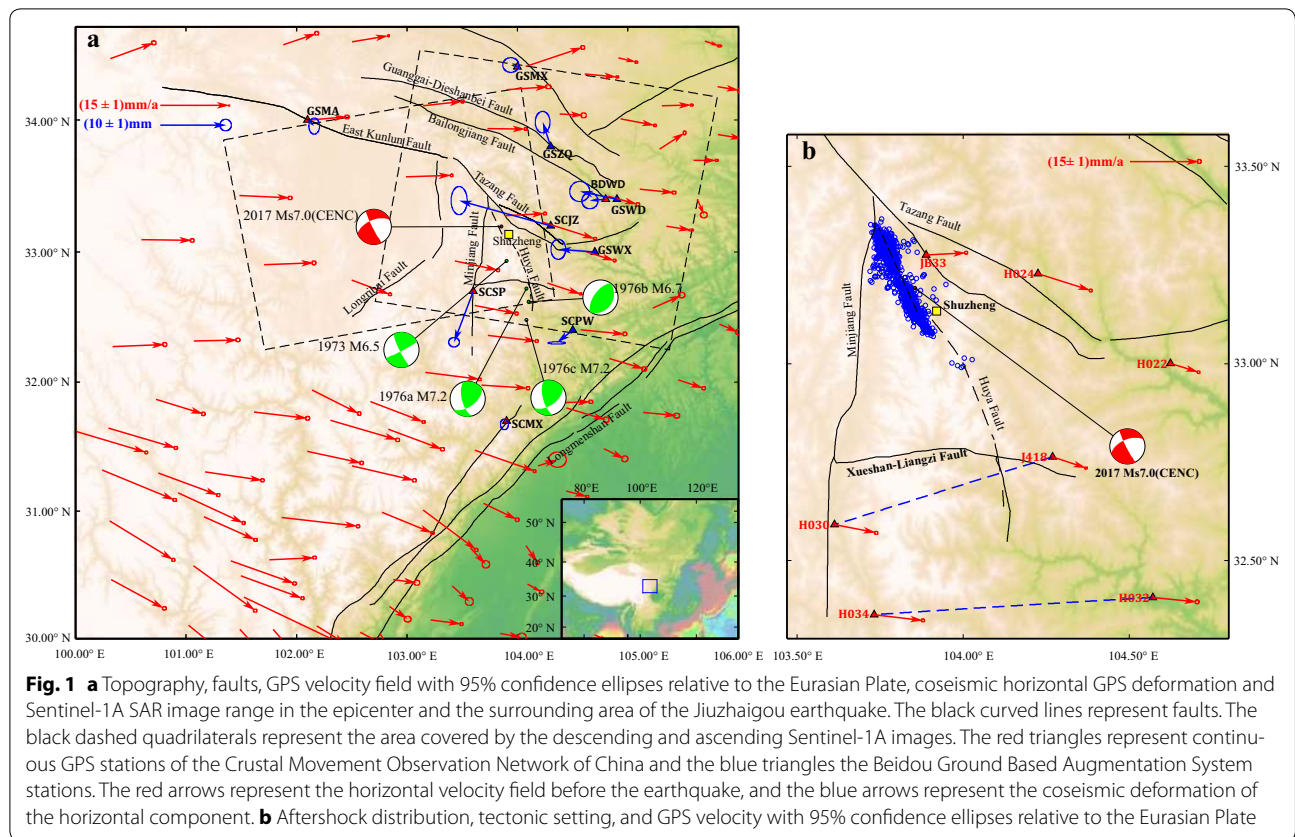 a
Guanggai-Dieshanbei Fault
GSMX
(15 ± 1)mm/a
(10 ± 1)mm
GSMA
34.00° N
East Kunlun Fault
Bailongjiang Fault
GSZQ
Tazang Fault
BDWD
GSWD
2017 Ms7.0(CENC)
SCJZ
33.00° N
Shuzheng
GSWX
Minjiang Fault
Huya Fault
Longriba Fault
SCSP
1976b M6.7
SCPW
1973 M6.5
1976c M7.2
32.00° N
1976a M7.2
SCMX
Longmenshan Fault
31.00° N
80°E
100°E
120°E
50° N
40° N
30° N
20° N
30.00° N
100.00° E
101.00° E
102.00° E
103.00° E
104.00° E
105.00° E
106.00° E
b
(15± 1)mm/a
33.50° N
Tazang Fault
JB33
H024
Minjiang Fault
Shuzheng
H022
33.00° N
Huya Fault
Xueshan-Liangzi Fault
J418
2017 Ms7.0(CENC)
H030
32.50° N
H034
H032
103.50° E
104.00° E
104.50° E
Fig. 1 a Topography, faults, GPS velocity field with 95% confidence ellipses relative to the Eurasian Plate, coseismic horizontal GPS deformation and
Sentinel-1A SAR image range in the epicenter and the surrounding area of the Jiuzhaigou earthquake. The black curved lines represent faults. The
black dashed quadrilaterals represent the area covered by the descending and ascending Sentinel-1A images. The red triangles represent continu-
ous GPS stations of the Crustal Movement Observation Network of China and the blue triangles the Beidou Ground Based Augmentation System
stations. The red arrows represent the horizontal velocity field before the earthquake, and the blue arrows represent the coseismic deformation of
the horizontal component. b Aftershock distribution, tectonic setting, and GPS velocity with 95% confidence ellipses relative to the Eurasian Plate